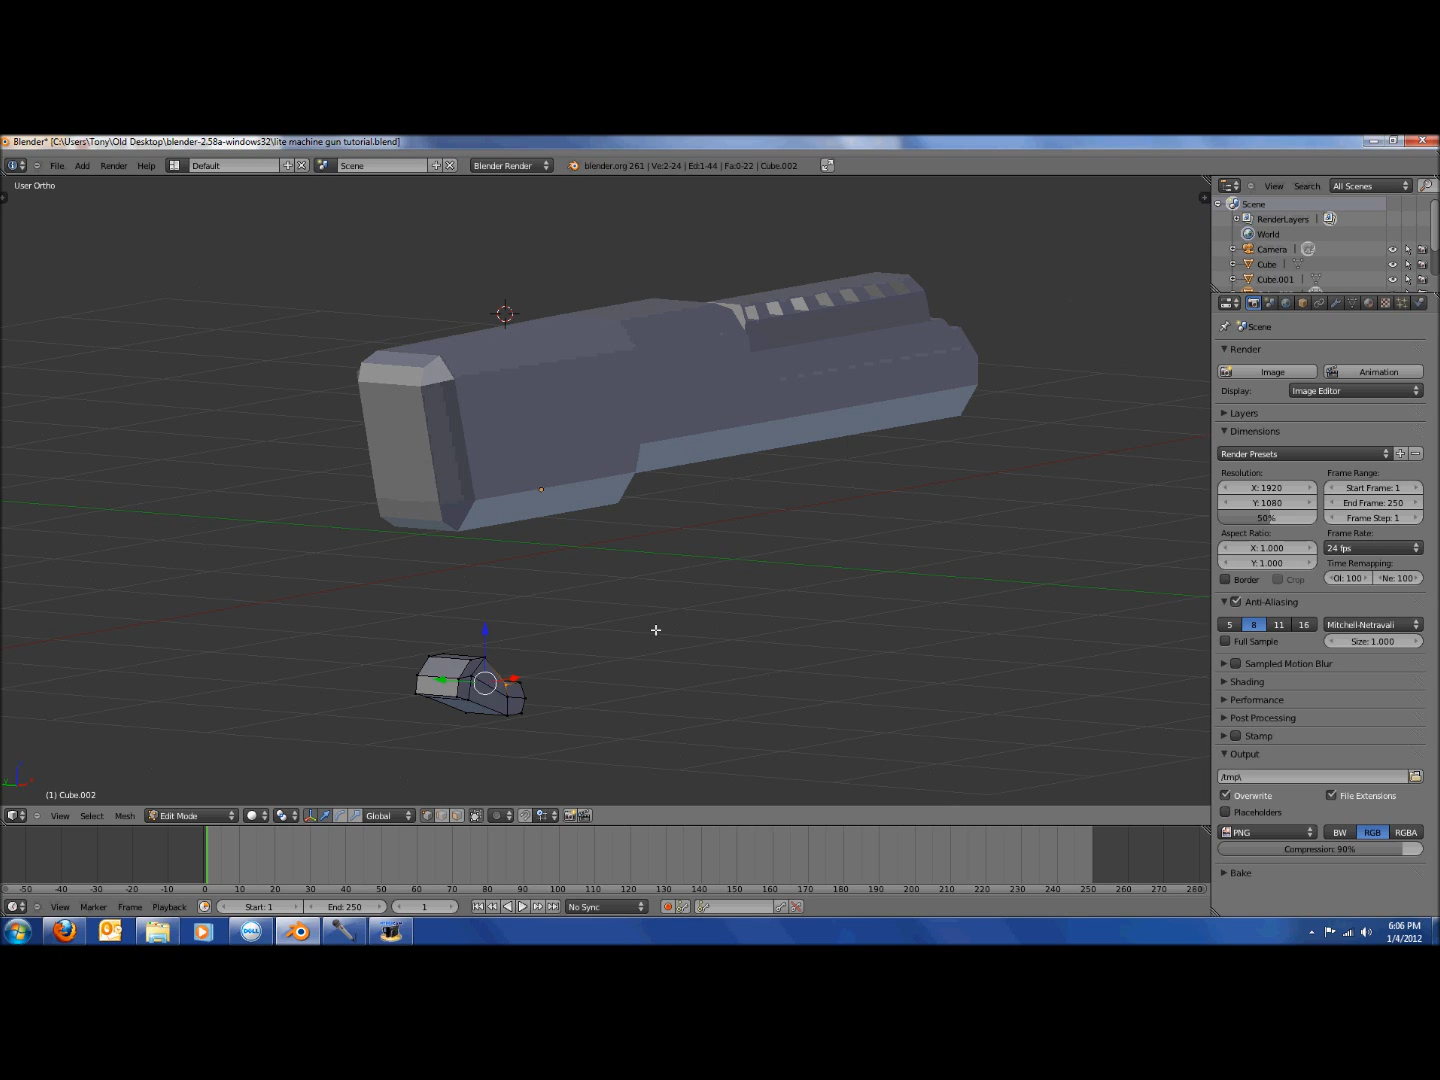 Blender* [C:\Users\Tony\Old Desktop\blender-2.58a-windows32\lite machine gun tutorial.blend]
File Add Render Help Default Scene Blender Render blender.org 261 | Ve:2-24 | Ed:1-44 | Fa:0-22 | Cube.002
User Ortho
View Search All Scenes
Scene
RenderLayers
World
Camera
Cube
Cube.001
Scene
Render
Image Animation
Display: Image Editor
Layers
Dimensions
Render Presets
Resolution: Frame Range:
X: 1920 Start Frame: 1
Y: 1080 End Frame: 250
50% Frame Step: 1
Aspect Ratio: Frame Rate:
X: 1.000 24 fps
Y: 1.000 Time Remapping:
Border Crop Ol: 100 Ne: 100
Anti-Aliasing
5 8 11 16 Mitchell-Netravali
Full Sample Size: 1.000
Sampled Motion Blur
Shading
Performance
Post Processing
Stamp
Output
/tmp\
Overwrite File Extensions
Placeholders
PNG BW RGB RGBA
Compression: 90%
Bake
(1) Cube.002
View Select Mesh Edit Mode Global
-50 -40 -30 -20 -10 0 10 20 30 40 50 60 70 80 90 100 110 120 130 140 150 160 170 180 190 200 210 220 230 240 250 260 270 280
View Marker Frame Playback Start: 1 End: 250 1 No Sync
DELL
6:06 PM
1/4/2012